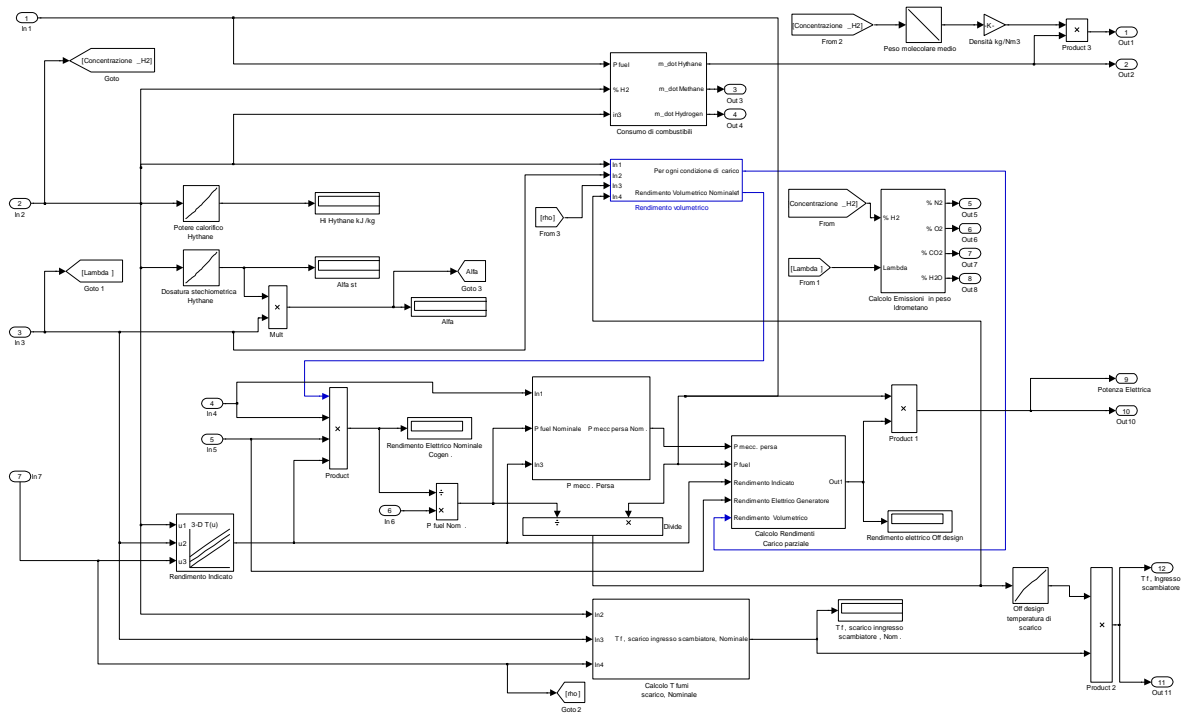 1
In 1
[Concentrazione _H2]
From 2
Peso molecolare medio
-K-
Densità kg/Nm3
×
Product 3
1
Out 1
2
Out 2
[Concentrazione _H2]
Goto
P fuel
% H2
in3
m_dot Hythane
m_dot Methane
m_dot Hydrogen
Consumo di combustibili
3
Out 3
4
Out 4
In1
In2
In3
In4
Per ogni condizione di carico
Rendimento Volumetrico Nominalet
Rendimento volumetrico
2
In 2
Potere calorifico
Hythane
Hi Hythane kJ /kg
[rho]
From 3
Concentrazione _H2]
From
% H2
Lambda
% N2
% O2
% CO2
% H2O
Calcolo Emissioni in peso
Idrometano
5
Out 5
6
Out 6
7
Out 7
8
Out 8
[Lambda ]
From 1
[Lambda ]
Goto 1
Dosatura stechiometrica
Hythane
Alfa st
×
Mult
Alfa
Goto 3
Alfa
3
In 3
4
In 4
5
In 5
×
Product
Rendimento Elettrico Nominale
Cogen .
In1
P fuel Nominale
In3
P mecc persa Nom .
P mecc . Persa
×
Product 1
9
Potenza Elettrica
10
Out 10
P mecc. persa
P fuel
Rendimento Indicato
Rendimento Elettrico Generatore
Rendimento Volumetrico
Out1
Calcolo Rendimenti
Carico parziale
Rendimento elettrico Off design
7
In 7
6
In 6
÷
×
P fuel Nom .
÷
×
Divide
u1
u2
u3
3-D T(u)
Rendimento Indicato
In2
In3
In4
T f , scarico ingresso scambiatore, Nominale
Calcolo T fumi
scarico, Nominale
[rho]
Goto 2
T f , scarico inngresso
scambiatore , Nom .
Off design
temperatura di
scarico
×
Product 2
12
T f , Ingresso
scambiatore
11
Out 11